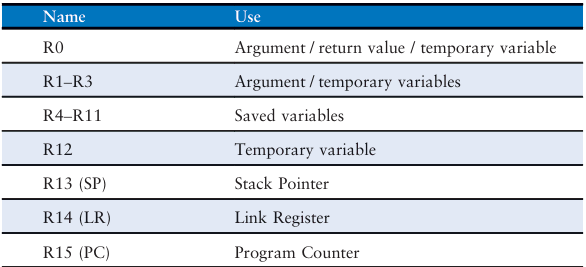 Name Use
R0 Argument / return value / temporary variable
R1–R3 Argument / temporary variables
R4–R11 Saved variables
R12 Temporary variable
R13 (SP) Stack Pointer
R14 (LR) Link Register
R15 (PC) Program Counter